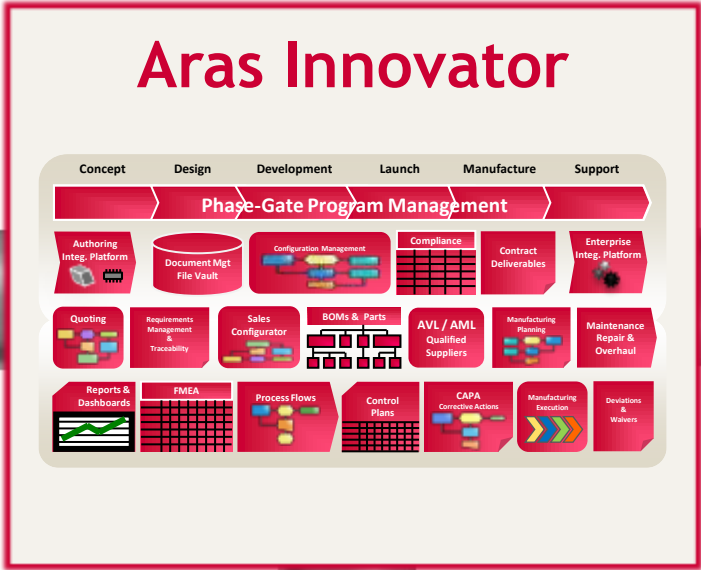 Aras Innovator
Concept Design Development Launch Manufacture Support
Phase-Gate Program Management
Authoring
Integ. Platform
Document Mgt
File Vault
Configuration Management
Compliance
Contract
Deliverables
Enterprise
Integ. Platform
Quoting
Requirements
Management
&
Traceability
Sales
Configurator
BOMs & Parts
AVL / AML
Qualified
Suppliers
Manufacturing
Planning
Maintenance
Repair &
Overhaul
Reports &
Dashboards
FMEA
Process Flows
Control
Plans
CAPA
Corrective Actions
Manufacturing
Execution
Deviations
&
Waivers